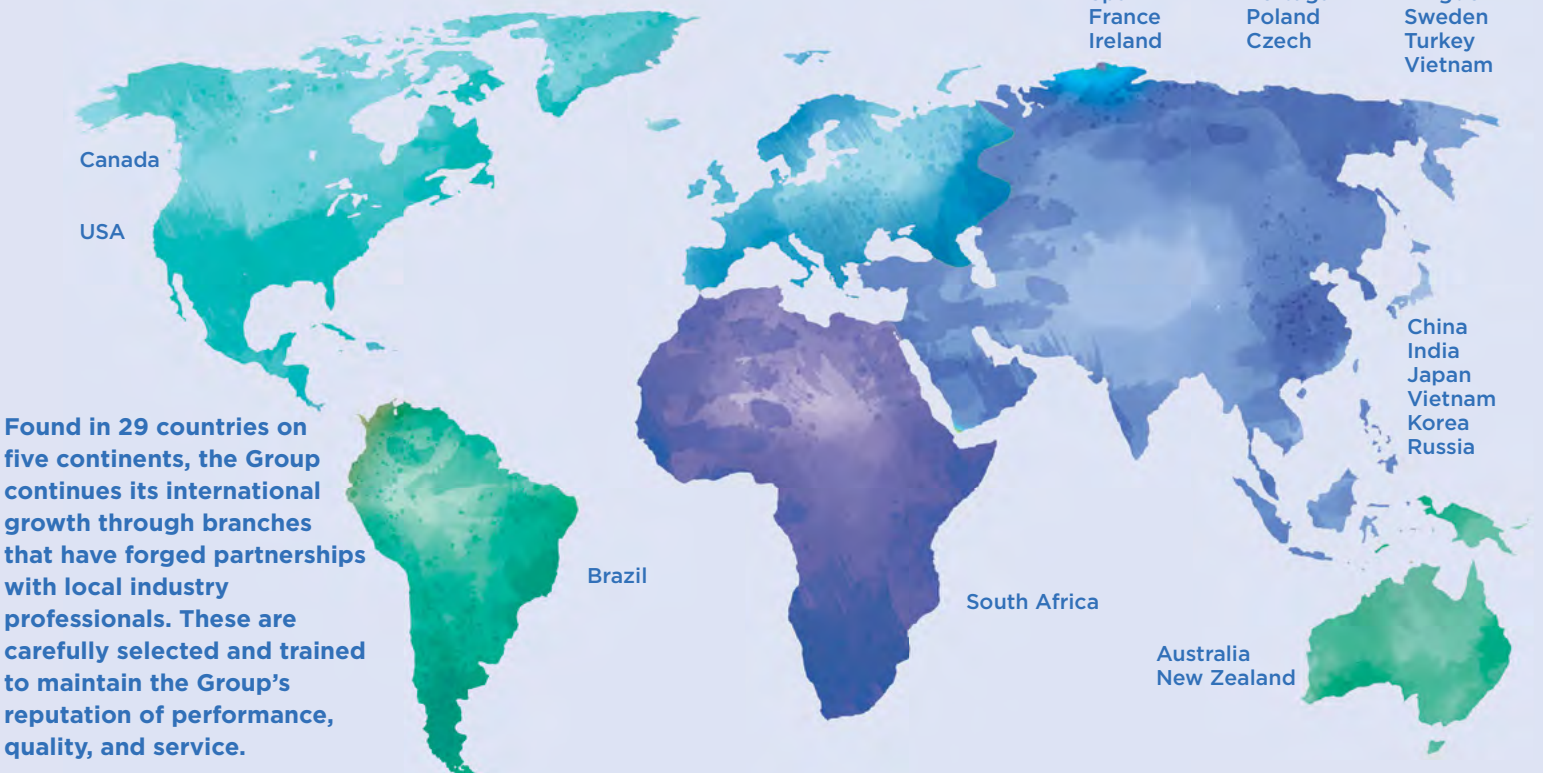 France
Ireland
Poland
Czech
Sweden
Turkey
Vietnam
Canada
USA
China
India
Japan
Vietnam
Korea
Russia
Found in 29 countries on
five continents, the Group
continues its international
growth through branches
that have forged partnerships
with local industry
professionals. These are
carefully selected and trained
to maintain the Group's
reputation of performance,
quality, and service.
Brazil
South Africa
Australia
New Zealand